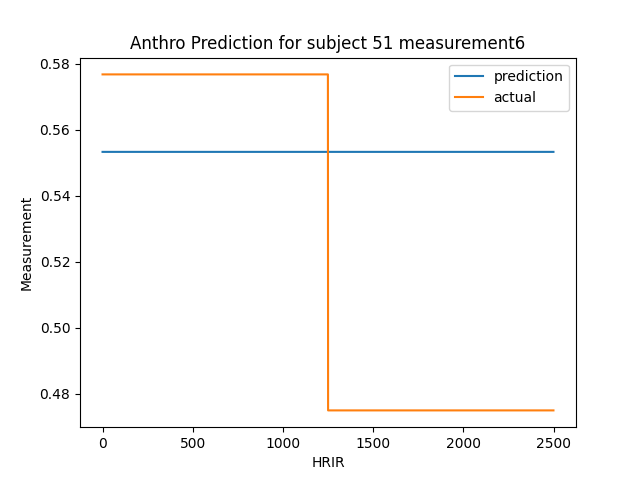 Anthro Prediction for subject 51 measurement6
prediction
actual
0.58
0.56
0.54
0.52
0.50
0.48
Measurement
0 500 1000 1500 2000 2500
HRIR